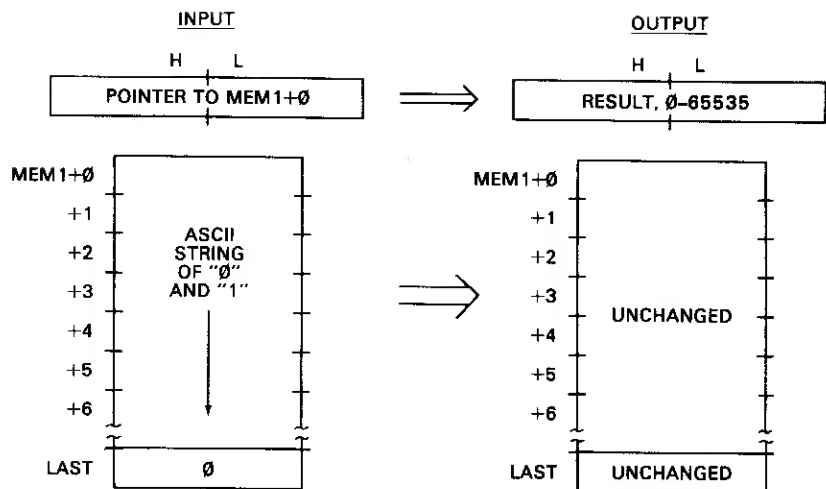 INPUT
H L
POINTER TO MEM1+Ø
MEM1+Ø
+1
+2
+3
+4
+5
+6
LAST
ASCII
STRING
OF "Ø"
AND "1"
Ø
OUTPUT
H L
RESULT, Ø–65535
MEM1+Ø
+1
+2
+3
+4
+5
+6
LAST
UNCHANGED
UNCHANGED